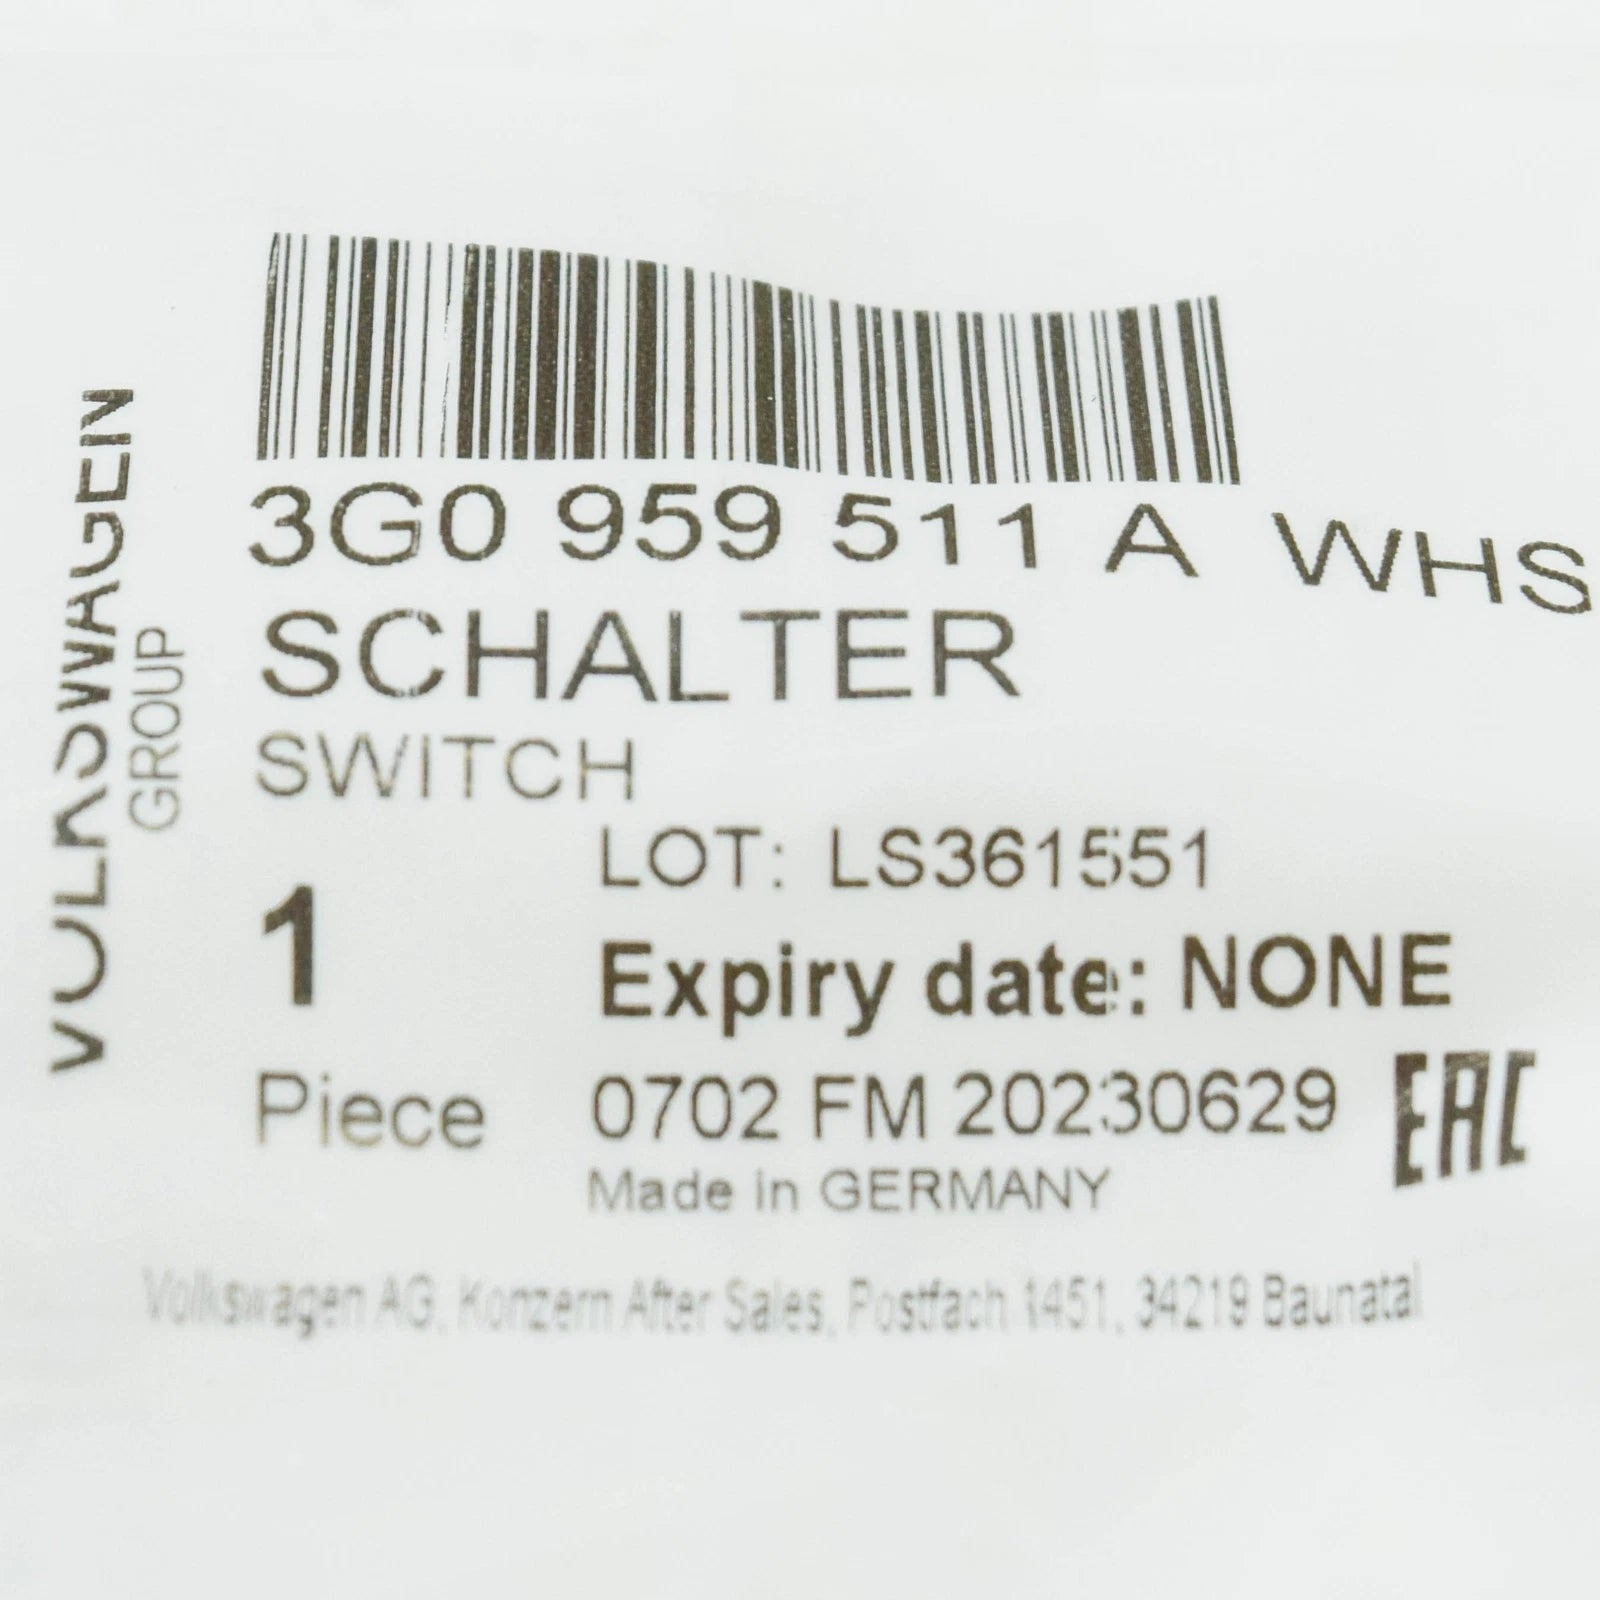 VOLKSWAGEN
GROUP
3G0 959 511 A WHS
SCHALTER
SWITCH
LOT: LS361551
1
Expiry date: NONE
Piece
0702 FM 20230629
EAC
Made in GERMANY
Volkswagen AG, Konzern After Sales, Postfach 1451, 34219 Baunatal